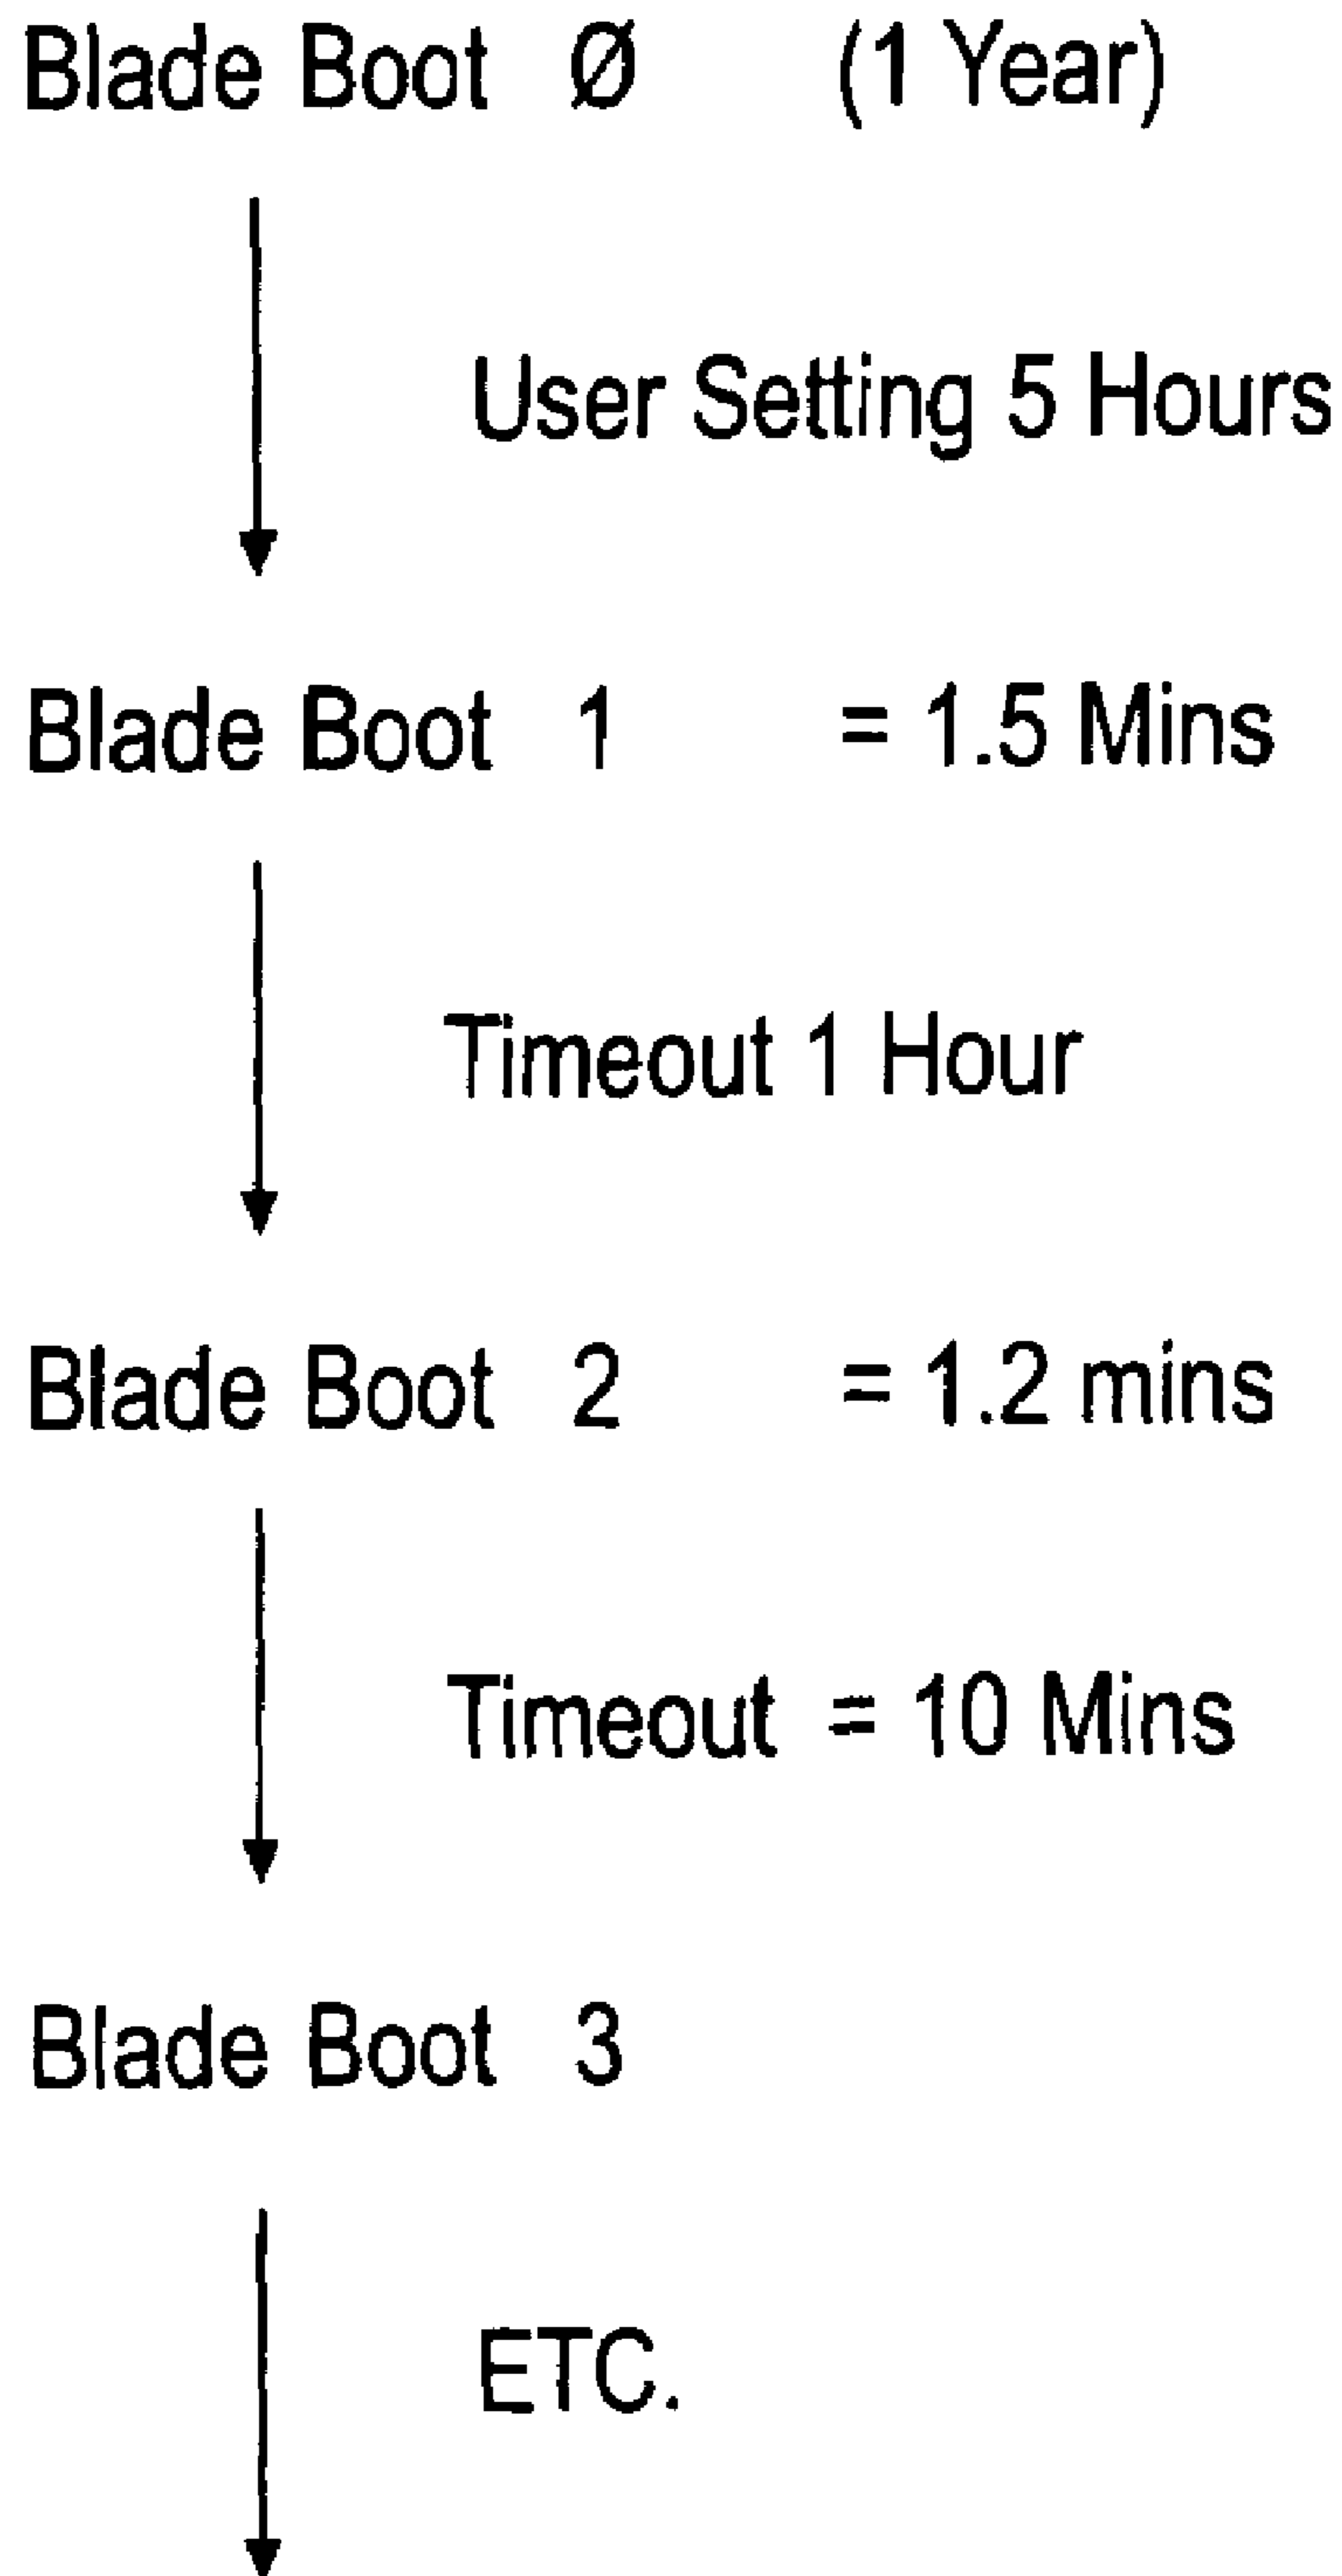 Blade Boot Ø (1 Year)
User Setting 5 Hours
Blade Boot 1 = 1.5 Mins
Timeout 1 Hour
Blade Boot 2 = 1.2 mins
Timeout = 10 Mins
Blade Boot 3
ETC.